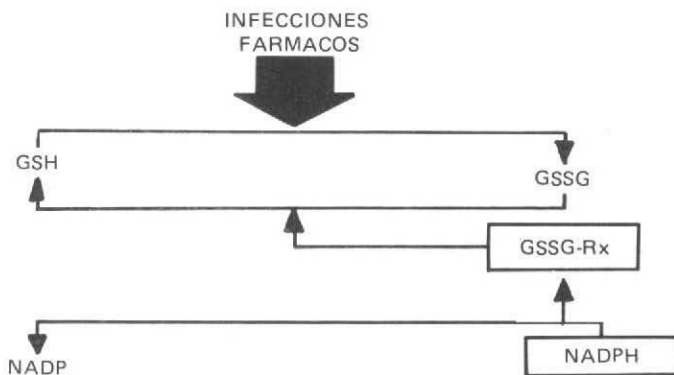 INFECCIONES
FARMACOS
GSH
GSSG
GSSG-Rx
NADP
NADPH